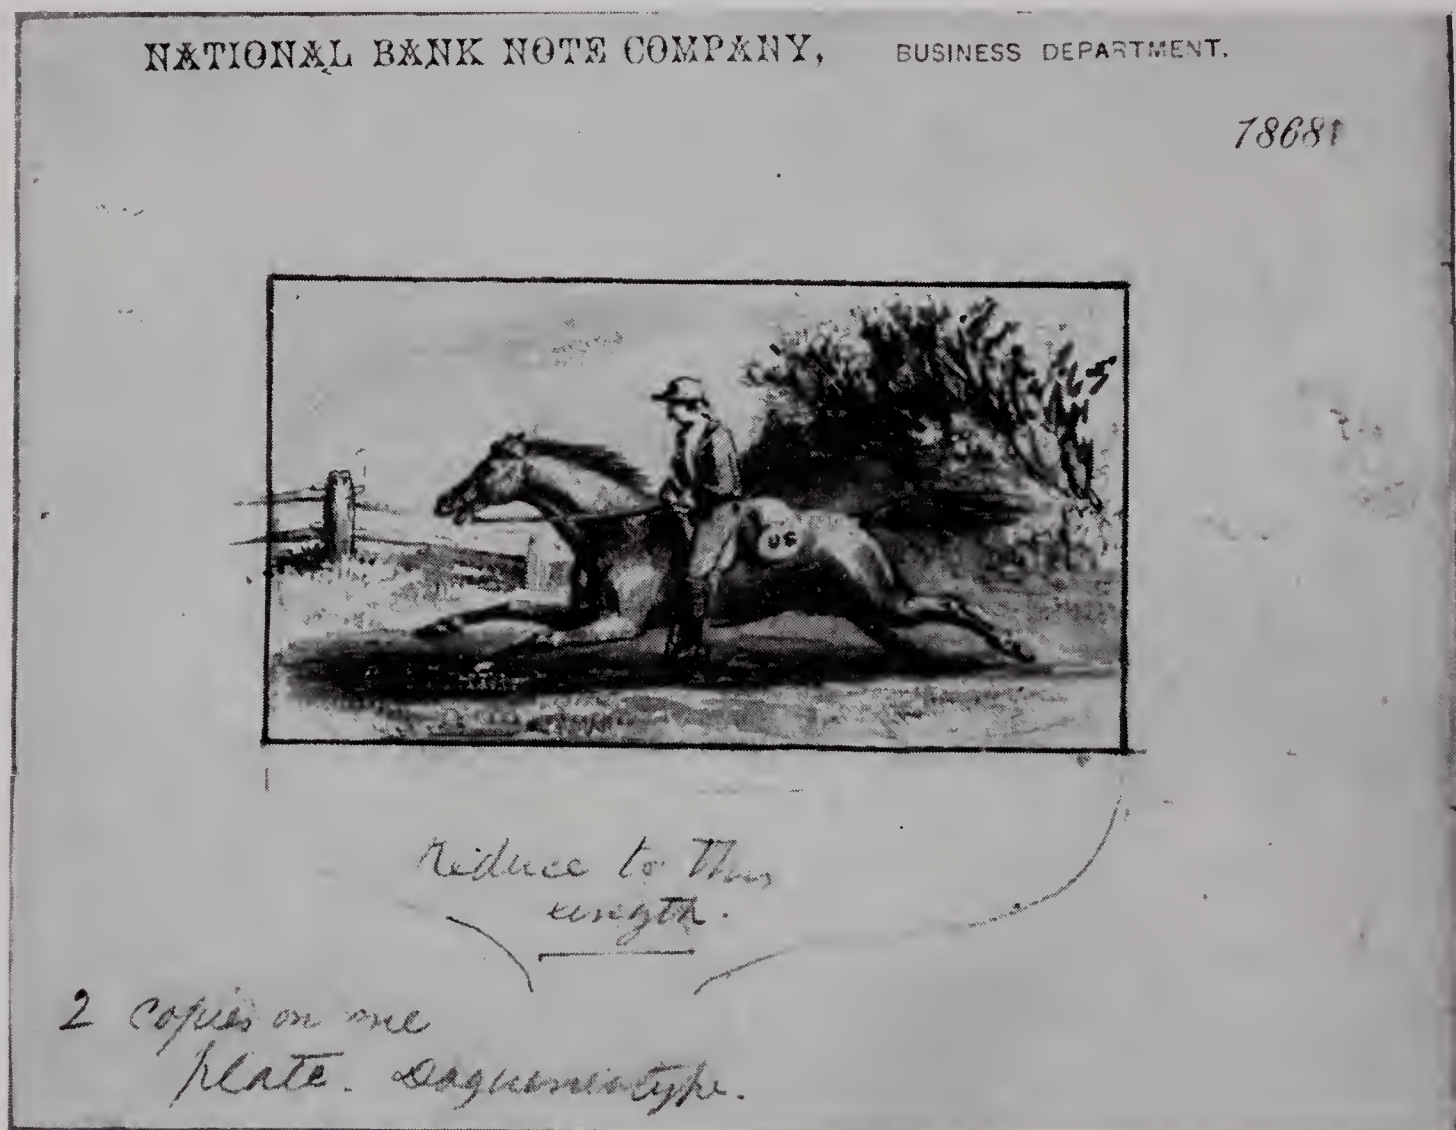 NATIONAL BANK NOTE COMPANY, BUSINESS DEPARTMENT.
78681
US
Reduce to this
length.
2 copies on one
plate. Daguerreotype.